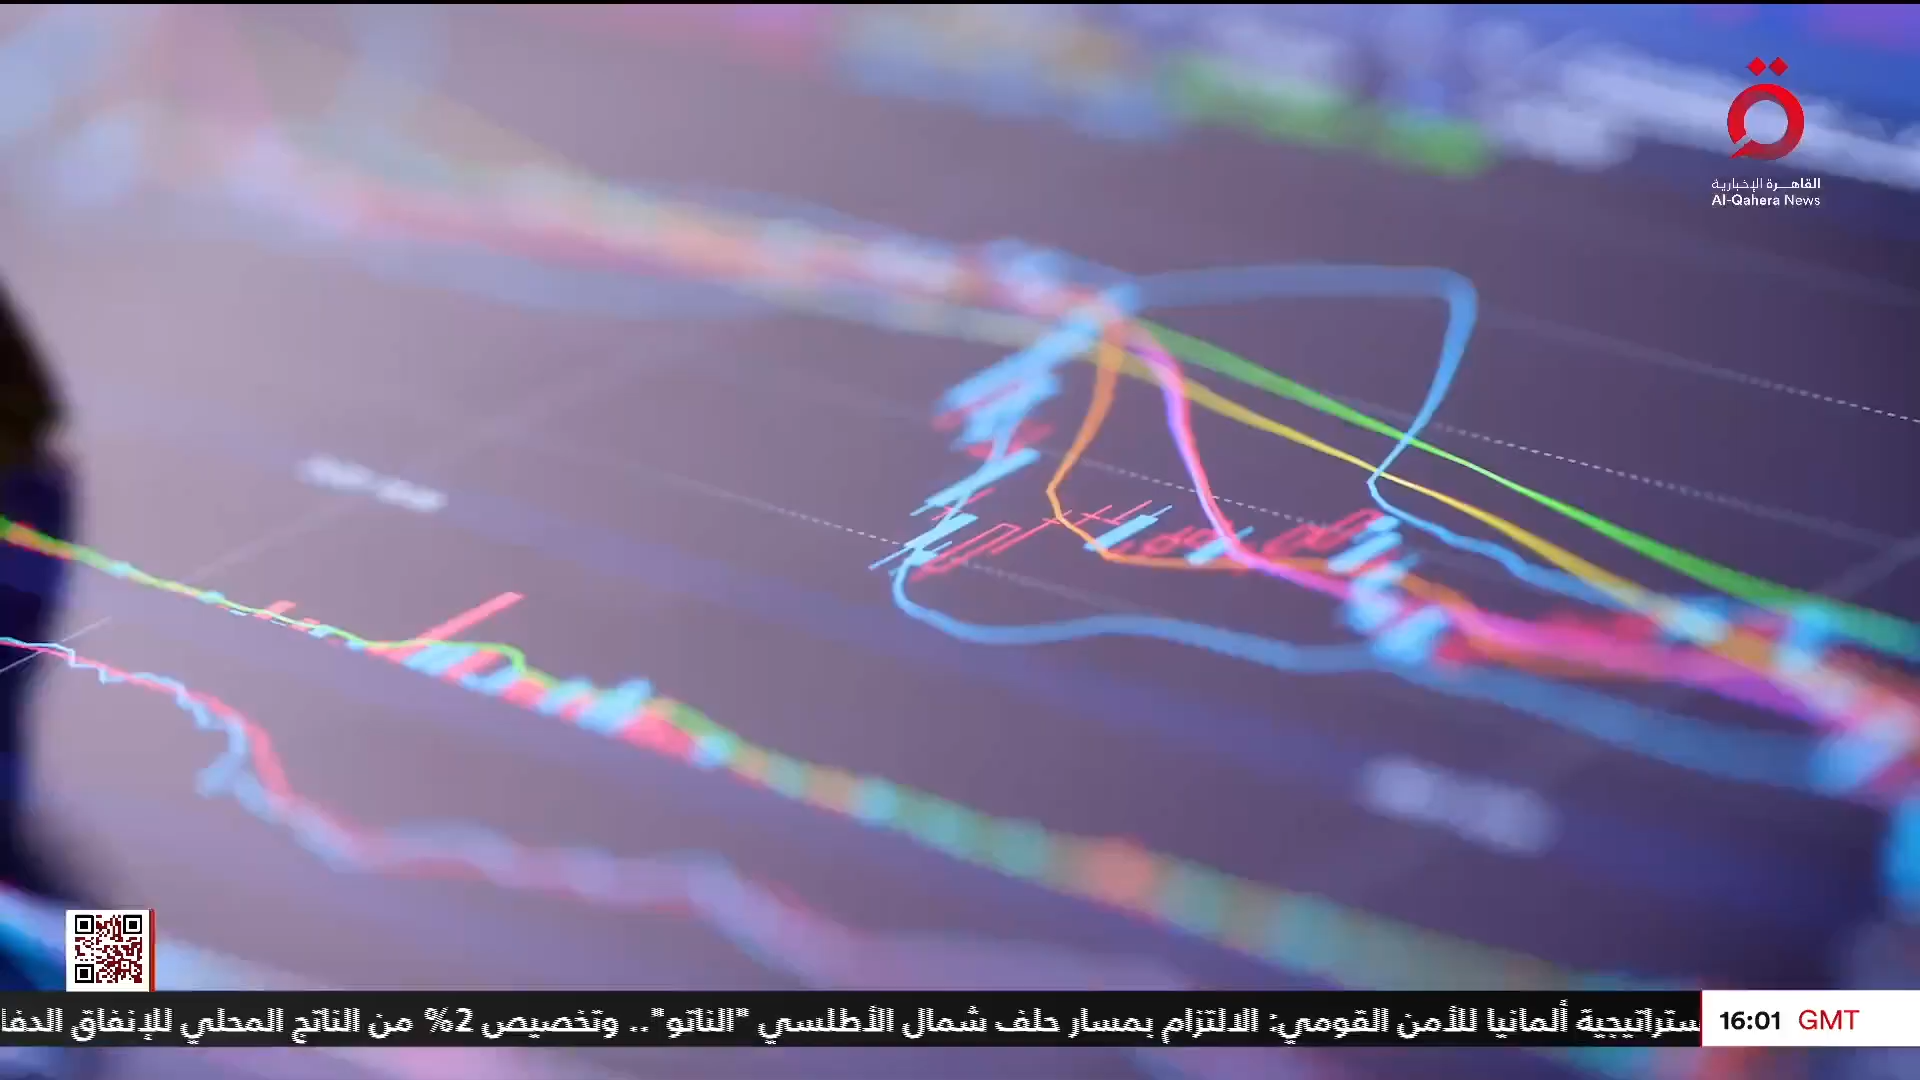 القاهرة الإخبارية
Al-Qahera News
ستراتيجية ألمانيا للأمن القومي: الالتزام بمسار حلف شمال الأطلسي "الناتو".. وتخصيص 2% من الناتج المحلي للإنفاق الدفا
16:01 GMT